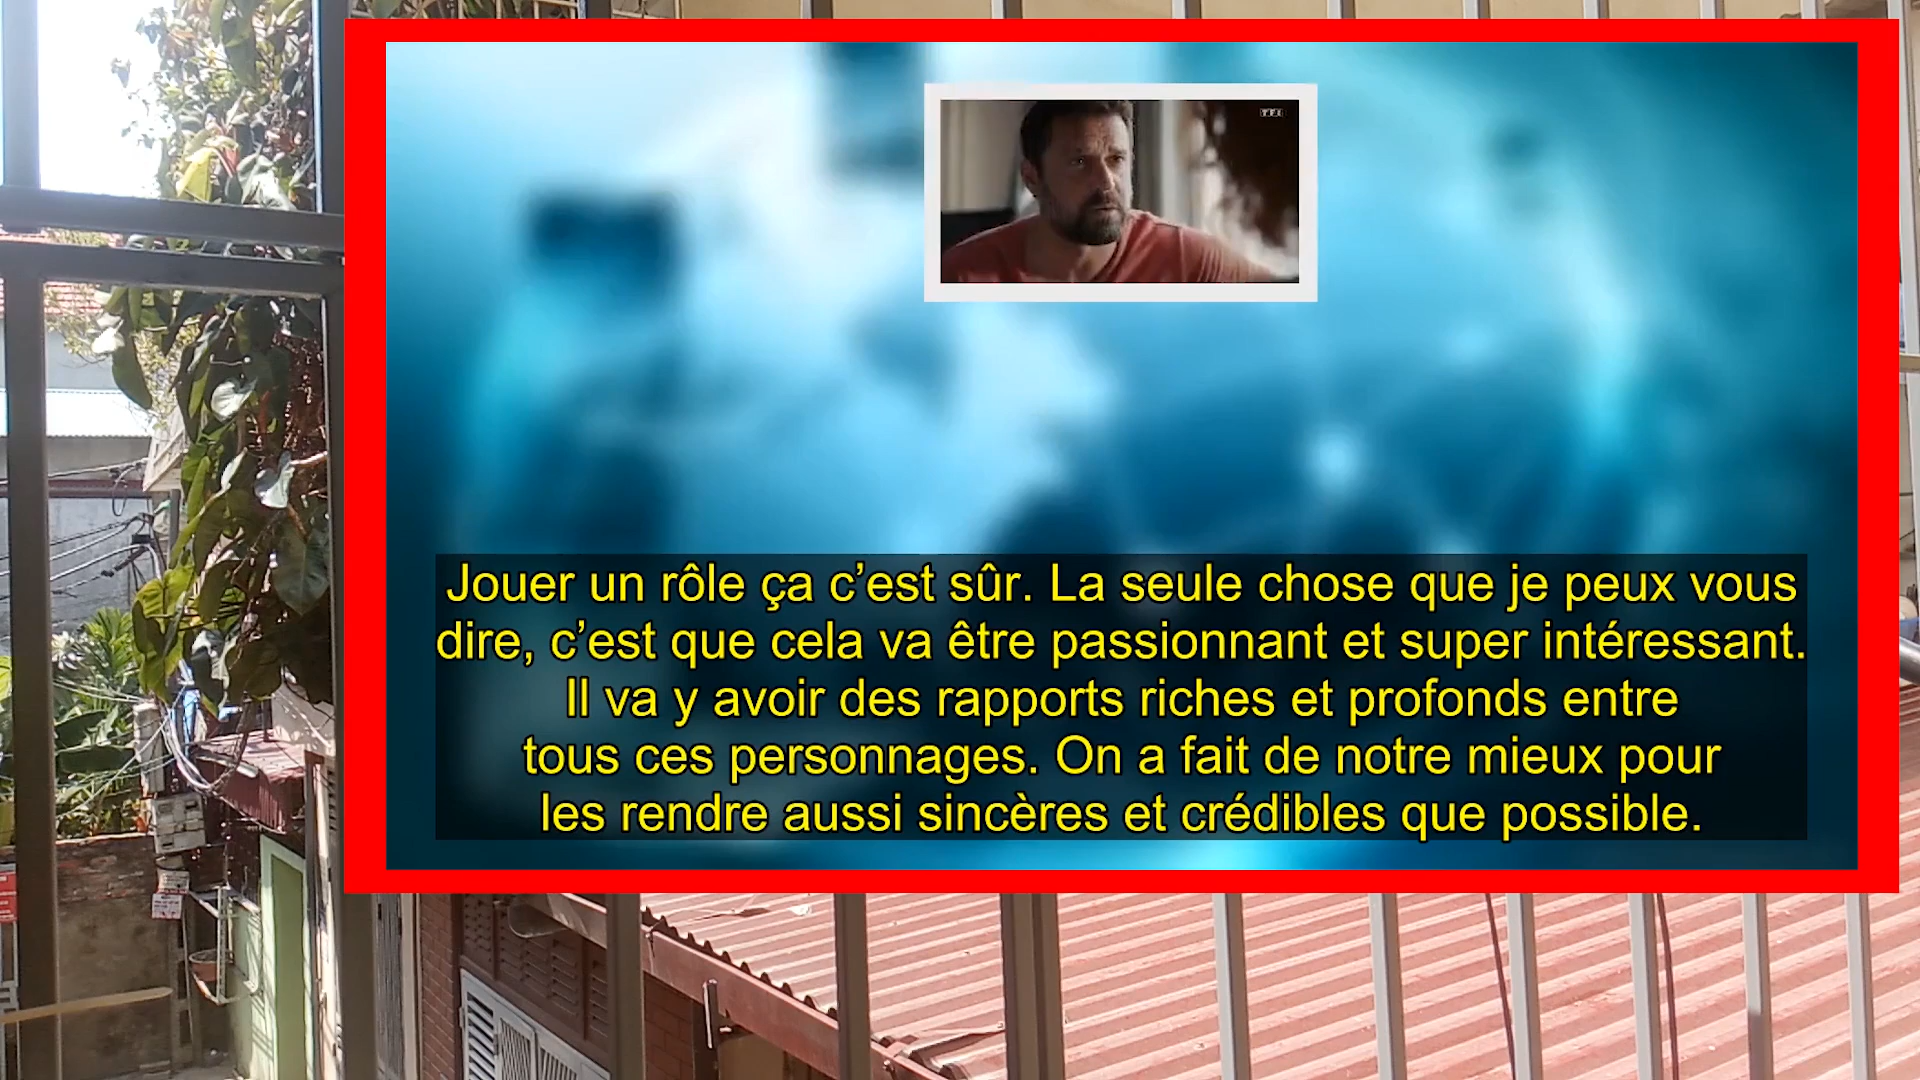 TF1
Jouer un rôle ça c’est sûr. La seule chose que je peux vous
dire, c’est que cela va être passionnant et super intéressant.
Il va y avoir des rapports riches et profonds entre
tous ces personnages. On a fait de notre mieux pour
les rendre aussi sincères et crédibles que possible.